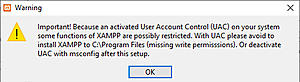 Warning
Important! Because an activated User Account Control (UAC) on your system
some functions of XAMPP are possibly restricted. With UAC please avoid to
install XAMPP to C:\Program Files (missing write permisssions). Or deactivate
UAC with msconfig after this setup.
OK